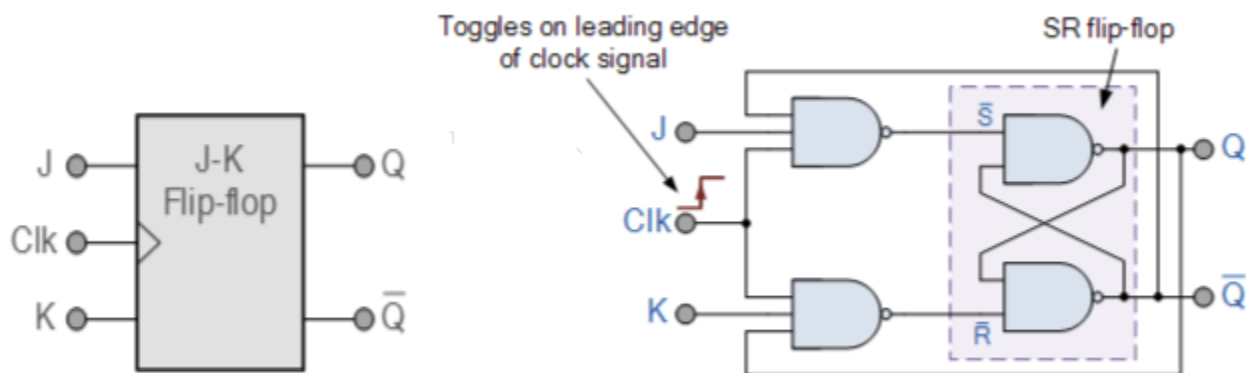 J
Clk
K
J-K
Flip-flop
Q
Q̅
Toggles on leading edge
of clock signal
SR flip-flop
J
Clk
K
S̅
R̅
Q
Q̅